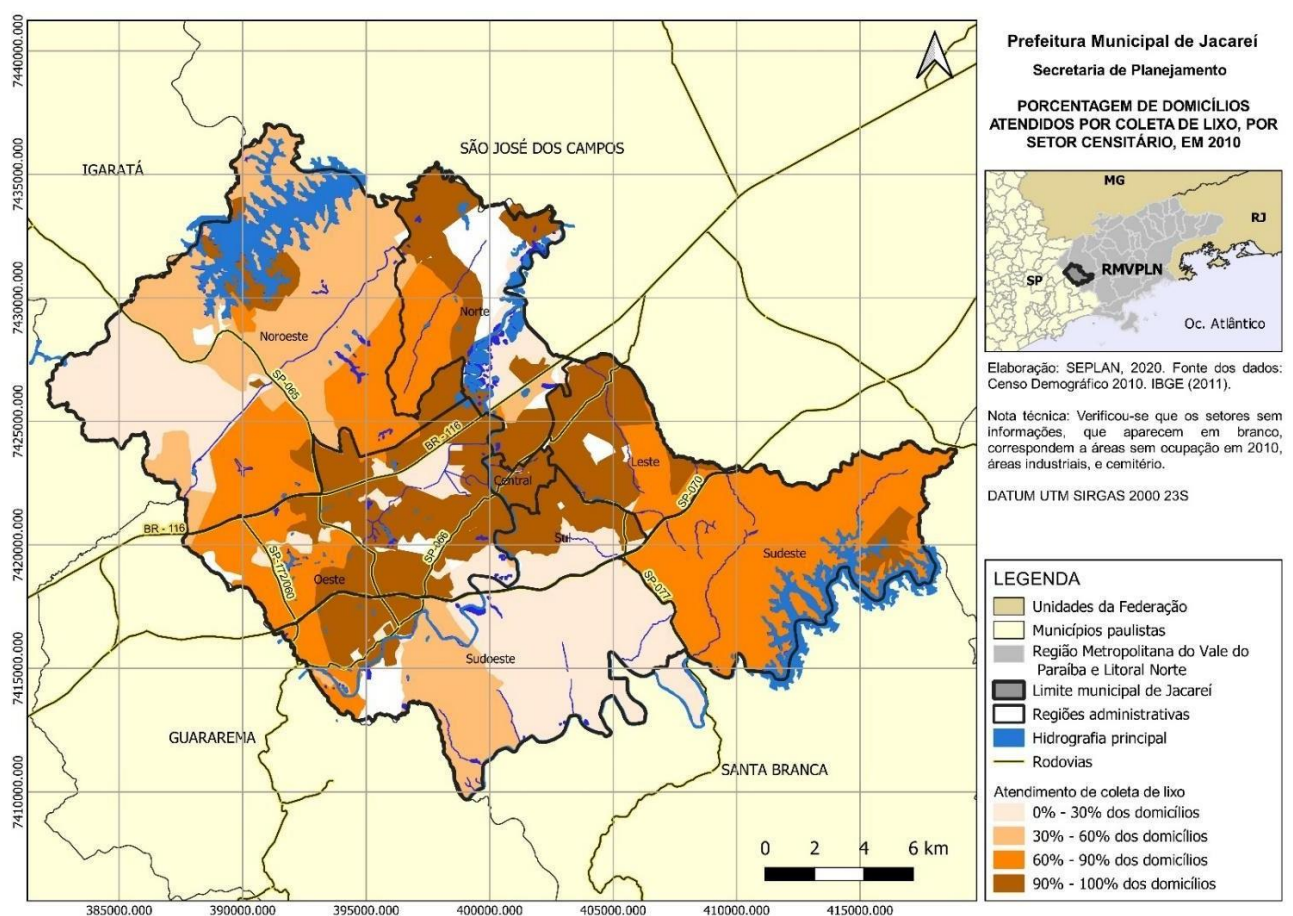 Prefeitura Municipal de Jacareí
Secretaria de Planejamento
PORCENTAGEM DE DOMICÍLIOS
ATENDIDOS POR COLETA DE LIXO, POR
SETOR CENSITÁRIO, EM 2010
MG
RJ
RMVPLN
SP
Oc. Atlântico
Elaboração: SEPLAN, 2020. Fonte dos dados:
Censo Demográfico 2010. IBGE (2011).
Nota técnica: Verificou-se que os setores sem
informações, que aparecem em branco,
correspondem a áreas sem ocupação em 2010,
áreas industriais, e cemitério.
DATUM UTM SIRGAS 2000 23S
LEGENDA
Unidades da Federação
Municípios paulistas
Região Metropolitana do Vale do
Paraíba e Litoral Norte
Limite municipal de Jacareí
Regiões administrativas
Hidrografia principal
Rodovias
Atendimento de coleta de lixo
0% - 30% dos domicílios
30% - 60% dos domicílios
60% - 90% dos domicílios
90% - 100% dos domicílios
IGARATÁ
SÃO JOSÉ DOS CAMPOS
Noroeste
Norte
SP-065
BR-116
Central
Leste
SP-070
BR - 116
SP-066
Sul
Sudeste
SP-172/060
Oeste
SP-077
Sudoeste
GUARAREMA
SANTA BRANCA
0 2 4 6 km
7440000.000
7435000.000
7430000.000
7425000.000
7420000.000
7415000.000
7410000.000
385000.000 390000.000 395000.000 400000.000 405000.000 410000.000 415000.000